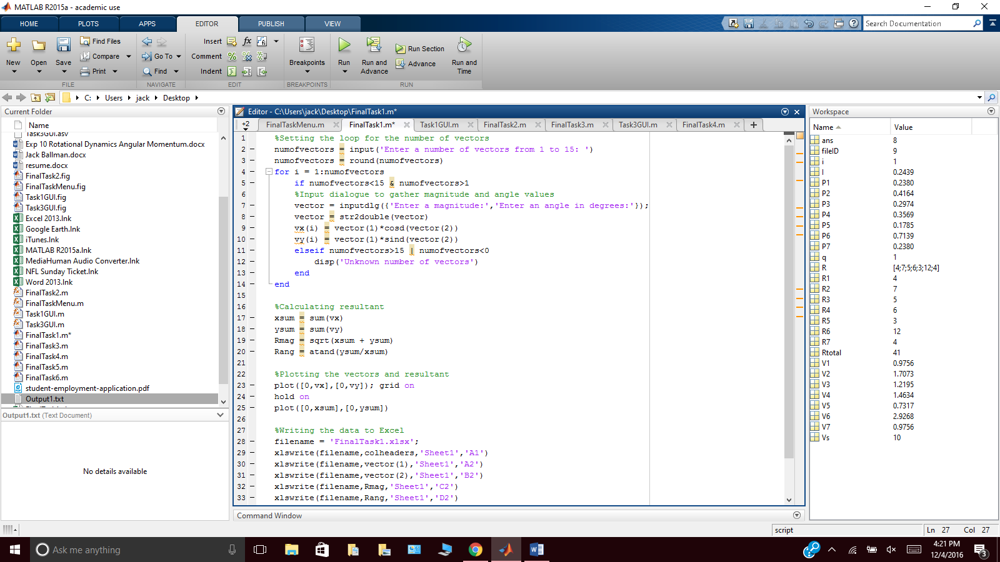 MATLAB R2015a - academic use
HOME PLOTS APPS EDITOR PUBLISH VIEW
Search Documentation
New
Open
Save
Find Files
Compare
Print
FILE
Go To
Find
NAVIGATE
Insert fx
Comment
Indent
EDIT
Breakpoints
BREAKPOINTS
Run
Run and Advance
Run Section
Advance
Run and Time
RUN
C: Users jack Desktop
Current Folder
Name
Task3GUI.asv
Exp 10 Rotational Dynamics Angular Momentum.docx
Jack Ballman.docx
resume.docx
FinalTask2.fig
FinalTaskMenu.fig
Task1GUI.fig
Task3GUI.fig
Excel 2013.lnk
Google Earth.lnk
iTunes.lnk
MATLAB R2015a.lnk
MediaHuman Audio Converter.lnk
NFL Sunday Ticket.lnk
Word 2013.lnk
FinalTask2.m
FinalTaskMenu.m
Task1GUI.m
Task3GUI.m
FinalTask1.m*
FinalTask3.m
FinalTask4.m
FinalTask5.m
FinalTask6.m
student-employment-application.pdf
Output1.txt
Output1.txt (Text Document)
No details available
Editor - C:\Users\jack\Desktop\FinalTask1.m*
+2 FinalTaskMenu.m FinalTask1.m* Task1GUI.m FinalTask2.m FinalTask3.m Task3GUI.m FinalTask4.m +
1 %Setting the loop for the number of vectors
2 – numofvectors = input('Enter a number of vectors from 1 to 15: ')
3 – numofvectors = round(numofvectors)
4 – for i = 1:numofvectors
5 – if numofvectors<15 & numofvectors>1
6 %Input dialogue to gather magnitude and angle values
7 – vector = inputdlg({'Enter a magnitude:','Enter an angle in degrees:'});
8 – vector = str2double(vector)
9 – vx(i) = vector(1)*cosd(vector(2))
10 – vy(i) = vector(1)*sind(vector(2))
11 – elseif numofvectors>15 | numofvectors<0
12 – disp('Unknown number of vectors')
13 – end
14 – end
15
16 %Calculating resultant
17 – xsum = sum(vx)
18 – ysum = sum(vy)
19 – Rmag = sqrt(xsum + ysum)
20 – Rang = atand(ysum/xsum)
21
22 %Plotting the vectors and resultant
23 – plot([0,vx],[0,vy]); grid on
24 – hold on
25 – plot([0,xsum],[0,ysum])
26
27 %Writing the data to Excel
28 – filename = 'FinalTask1.xlsx';
29 – xlswrite(filename,colheaders,'Sheet1','A1')
30 – xlswrite(filename,vector(1),'Sheet1','A2')
31 – xlswrite(filename,vector(2),'Sheet1','B2')
32 – xlswrite(filename,Rmag,'Sheet1','C2')
33 – xlswrite(filename,Rang,'Sheet1','D2')
Command Window
Workspace
Name Value
ans 8
fileID 9
i 1
I 0.2439
P1 0.2380
P2 0.4164
P3 0.2974
P4 0.3569
P5 0.1785
P6 0.7139
P7 0.2380
q 1
R [4;7;5;6;3;12;4]
R1 4
R2 7
R3 5
R4 6
R5 3
R6 12
R7 4
Rtotal 41
V1 0.9756
V2 1.7073
V3 1.2195
V4 1.4634
V5 0.7317
V6 2.9268
V7 0.9756
Vs 10
script Ln 27 Col 27
Ask me anything
4:21 PM
12/4/2016
3